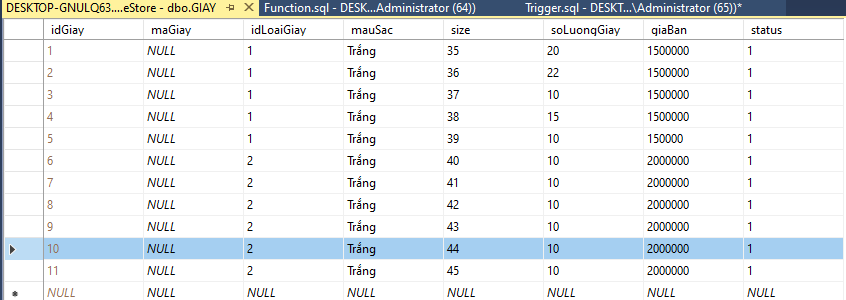 DESKTOP-GNULQ63....eStore - dbo.GIAY Function.sql - DESK...Administrator (64)) Trigger.sql - DESKT...\Administrator (65))*
idGiay maGiay idLoaiGiay mauSac size soLuongGiay giaBan status
1 NULL 1 Trắng 35 20 1500000 1
2 NULL 1 Trắng 36 22 1500000 1
3 NULL 1 Trắng 37 10 1500000 1
4 NULL 1 Trắng 38 15 1500000 1
5 NULL 1 Trắng 39 10 150000 1
6 NULL 2 Trắng 40 10 2000000 1
7 NULL 2 Trắng 41 10 2000000 1
8 NULL 2 Trắng 42 10 2000000 1
9 NULL 2 Trắng 43 10 2000000 1
10 NULL 2 Trắng 44 10 2000000 1
11 NULL 2 Trắng 45 10 2000000 1
NULL NULL NULL NULL NULL NULL NULL NULL